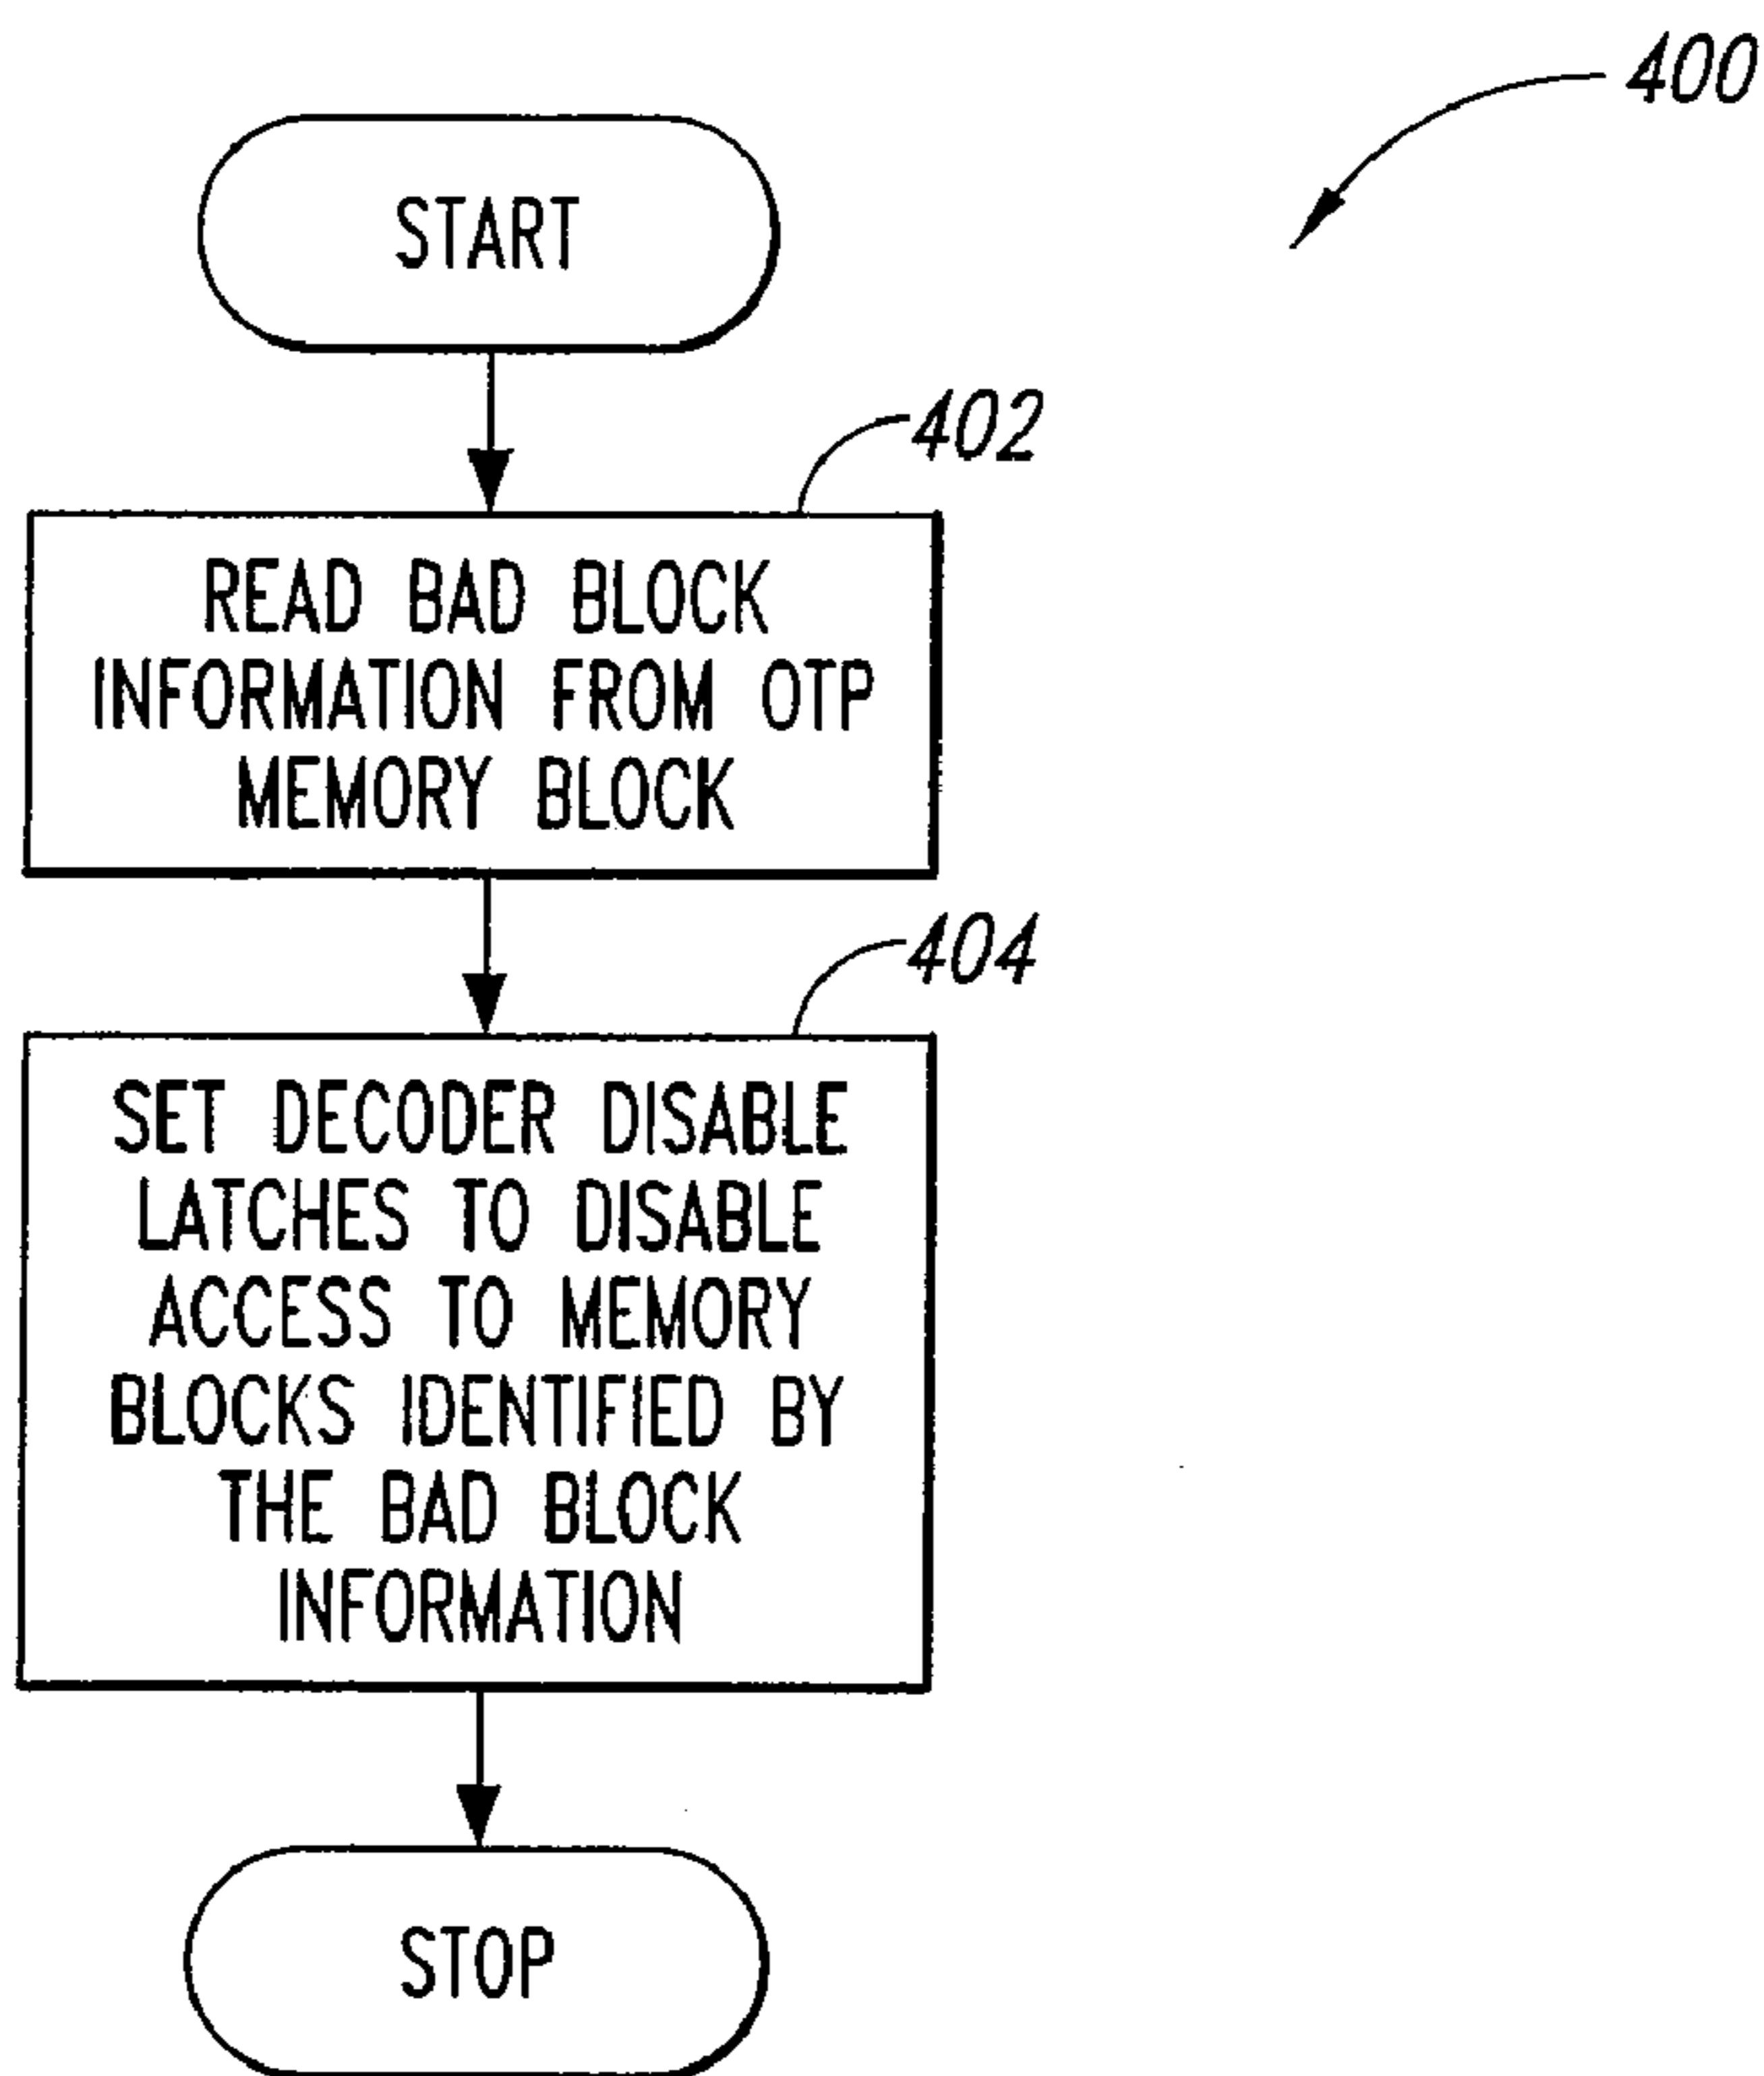 400
START
402
READ BAD BLOCK
INFORMATION FROM OTP
MEMORY BLOCK
404
SET DECODER DISABLE
LATCHES TO DISABLE
ACCESS TO MEMORY
BLOCKS IDENTIFIED BY
THE BAD BLOCK
INFORMATION
STOP